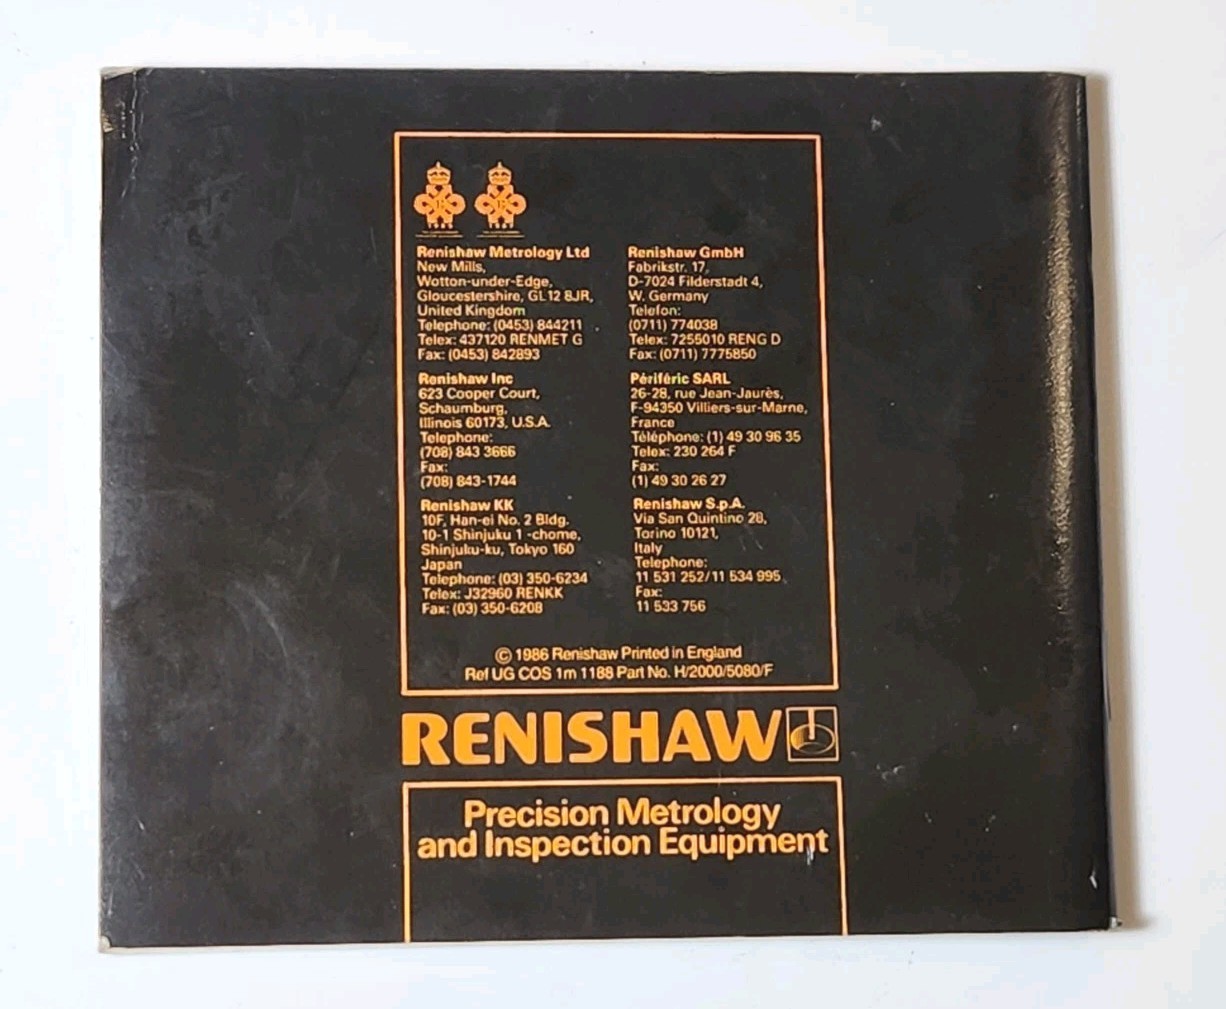 Renishaw Metrology Ltd
New Mills,
Wotton-under-Edge,
Gloucestershire, GL12 8JR,
United Kingdom
Telephone: (0453) 844211
Telex: 437120 RENMET G
Fax: (0453) 842893
Renishaw Inc
623 Cooper Court,
Schaumburg,
Illinois 60173, U.S.A.
Telephone:
(708) 843 3666
Fax:
(708) 843-1744
Renishaw KK
10F, Han-ei No. 2 Bldg.
10-1 Shinjuku 1 -chome,
Shinjuku-ku, Tokyo 160
Japan
Telephone: (03) 350-6234
Telex: J32960 RENKK
Fax: (03) 350-6208
Renishaw GmbH
Fabrikstr. 17,
D-7024 Filderstadt 4,
W. Germany
Telefon:
(0711) 774038
Telex: 7255010 RENG D
Fax: (0711) 7775850
Périféric SARL
26-28, rue Jean-Jaurès,
F-94350 Villiers-sur-Marne,
France
Téléphone: (1) 49 30 96 35
Telex: 230 264 F
Fax:
(1) 49 30 26 27
Renishaw S.p.A.
Via San Quintino 28,
Torino 10121,
Italy
Telephone:
11 531 252/11 534 995
Fax:
11 533 756
© 1986 Renishaw Printed in England
Ref UG COS 1m 1188 Part No. H/2000/5080/F
RENISHAW
Precision Metrology
and Inspection Equipment